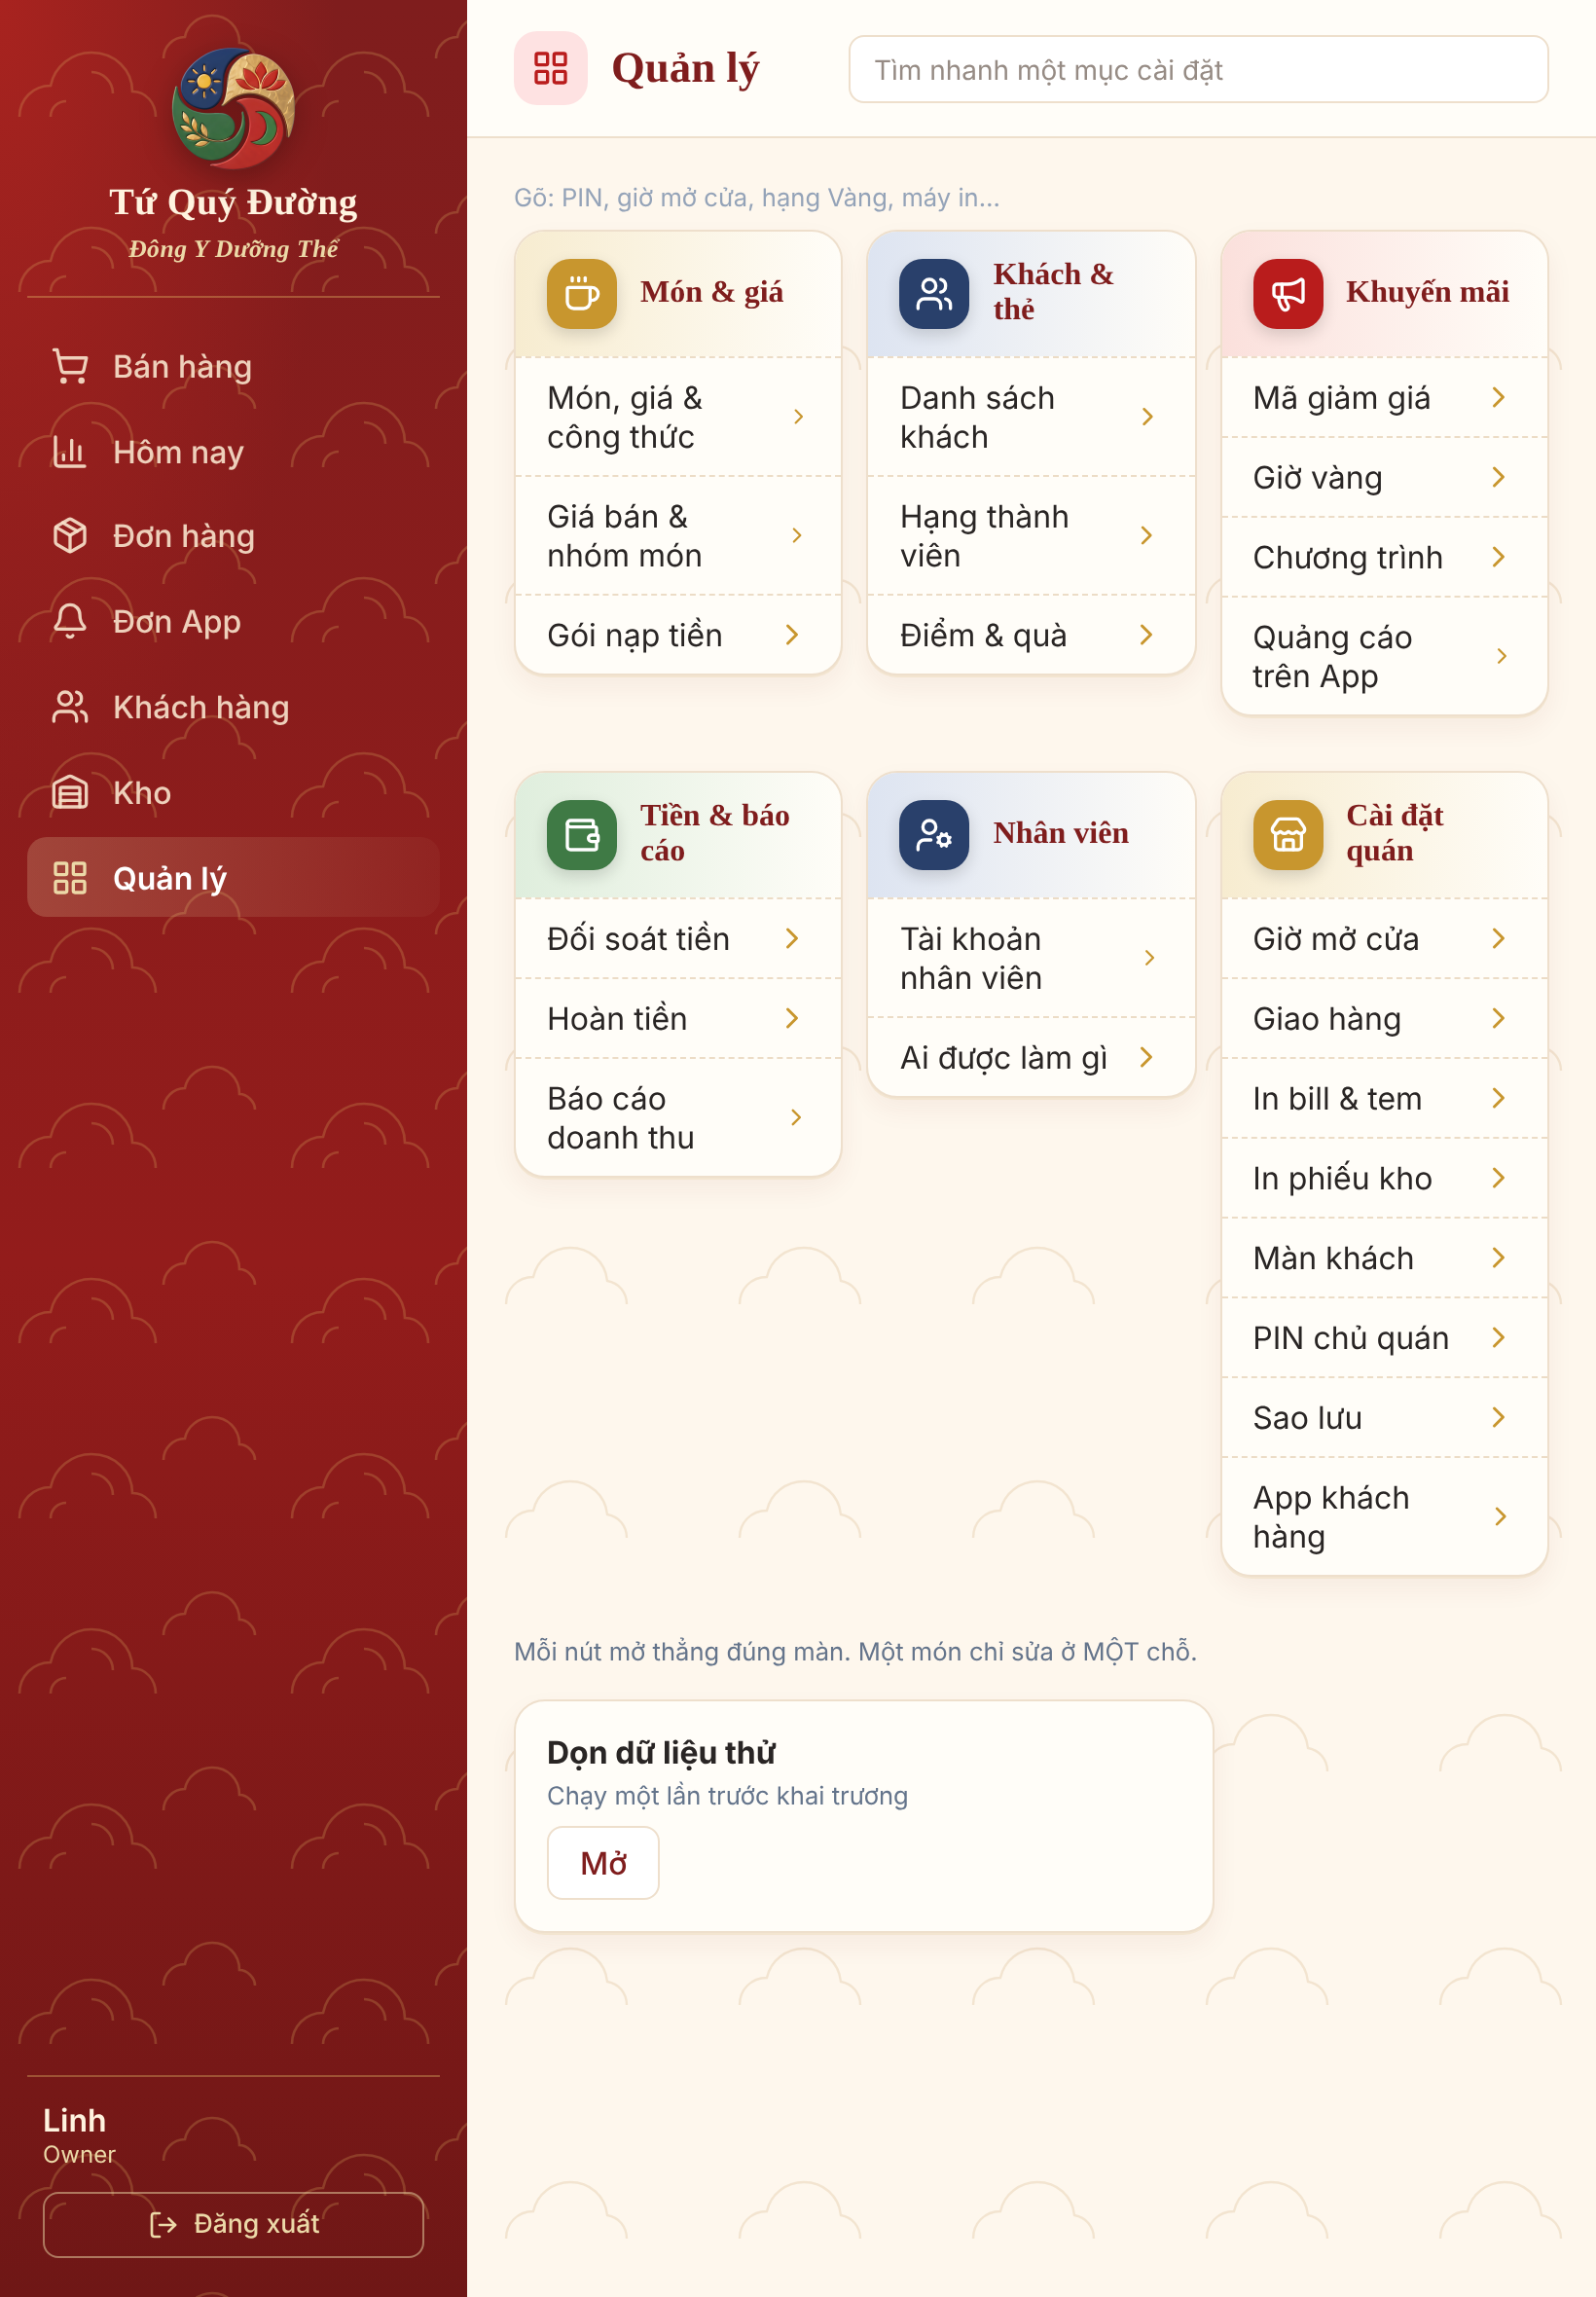 Tứ Quý Đường
Đông Y Dưỡng Thể
Bán hàng
Hôm nay
Đơn hàng
Đơn App
Khách hàng
Kho
Quản lý
Linh
Owner
Đăng xuất
Quản lý
Tìm nhanh một mục cài đặt
Gõ: PIN, giờ mở cửa, hạng Vàng, máy in...
Món & giá
Món, giá &
công thức
Giá bán &
nhóm món
Gói nạp tiền
Khách &
thẻ
Danh sách
khách
Hạng thành
viên
Điểm & quà
Khuyến mãi
Mã giảm giá
Giờ vàng
Chương trình
Quảng cáo
trên App
Tiền & báo
cáo
Đối soát tiền
Hoàn tiền
Báo cáo
doanh thu
Nhân viên
Tài khoản
nhân viên
Ai được làm gì
Cài đặt
quán
Giờ mở cửa
Giao hàng
In bill & tem
In phiếu kho
Màn khách
PIN chủ quán
Sao lưu
App khách
hàng
Mỗi nút mở thẳng đúng màn. Một món chỉ sửa ở MỘT chỗ.
Dọn dữ liệu thử
Chạy một lần trước khai trương
Mở